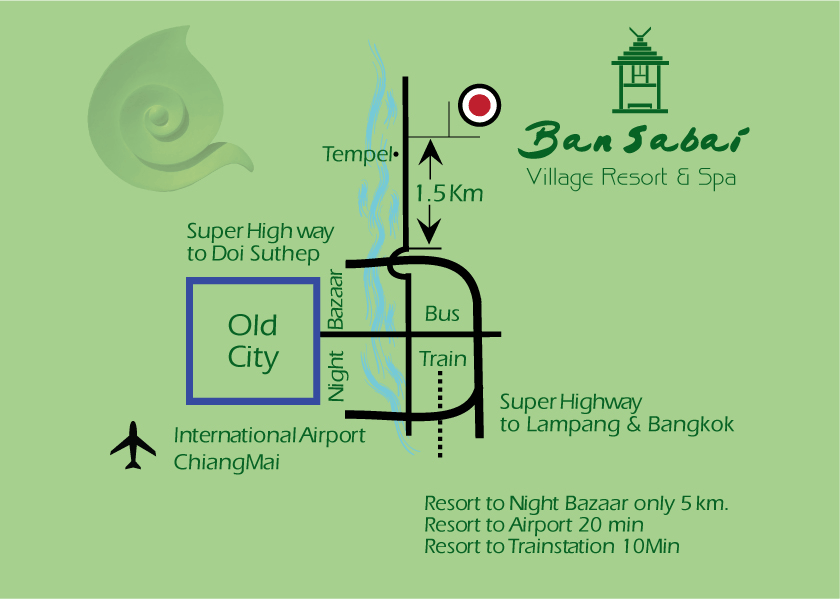 Ban Sabai
Village Resort & Spa
Tempel
1.5 Km
Super High way
to Doi Suthep
Night Bazaar
Old
City
Bus
Train
Super Highway
to Lampang & Bangkok
International Airport
ChiangMai
Resort to Night Bazaar only 5 km.
Resort to Airport 20 min
Resort to Trainstation 10Min